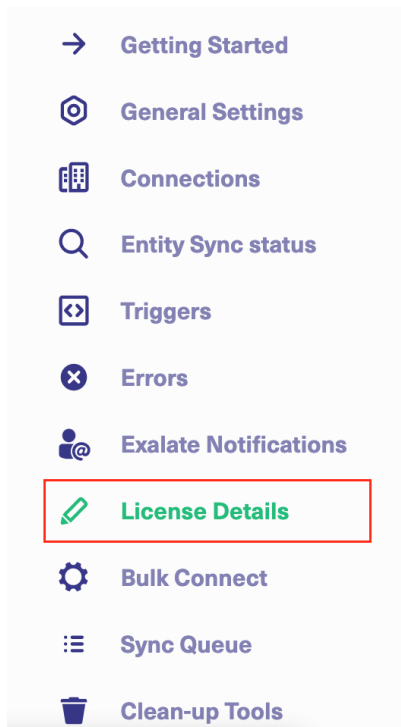 Getting Started
General Settings
Connections
Entity Sync status
Triggers
Errors
Exalate Notifications
License Details
Bulk Connect
Sync Queue
Clean-up Tools